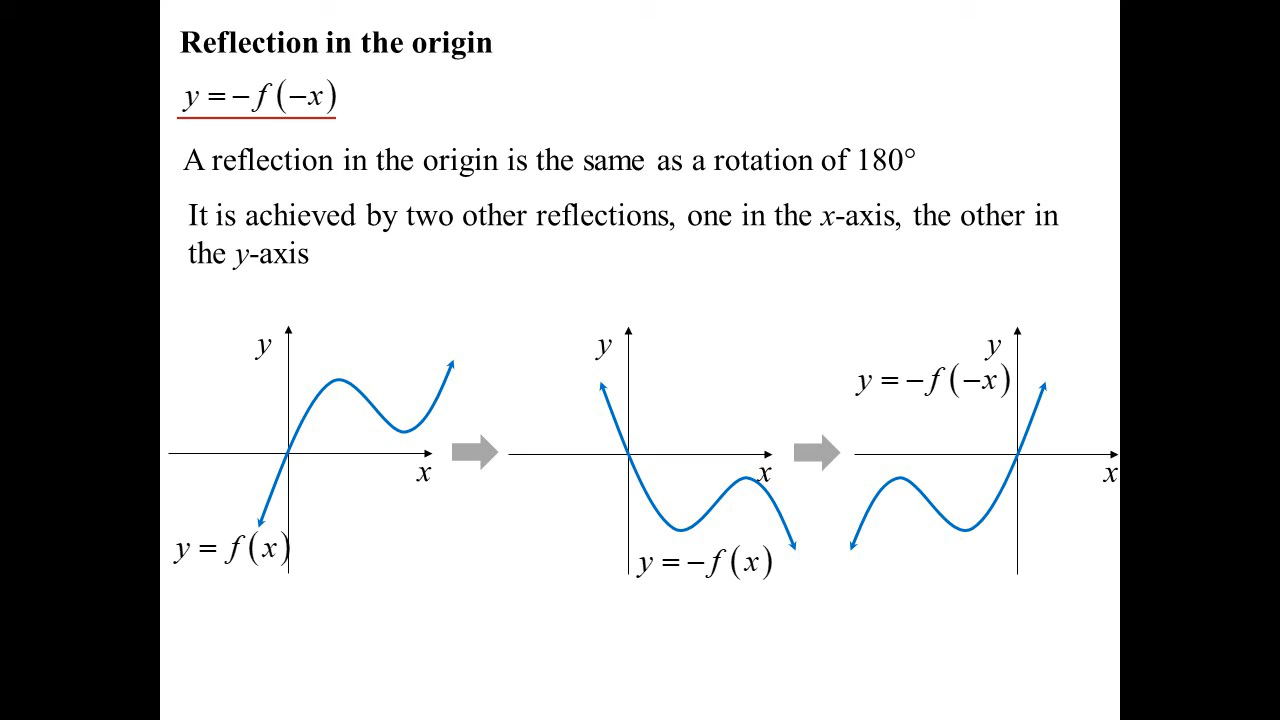 Reflection in the origin
y = −f(−x)
A reflection in the origin is the same as a rotation of 180°
It is achieved by two other reflections, one in the x-axis, the other in
the y-axis
y
x
y = f(x)
y
x
y = −f(x)
y
y = −f(−x)
x